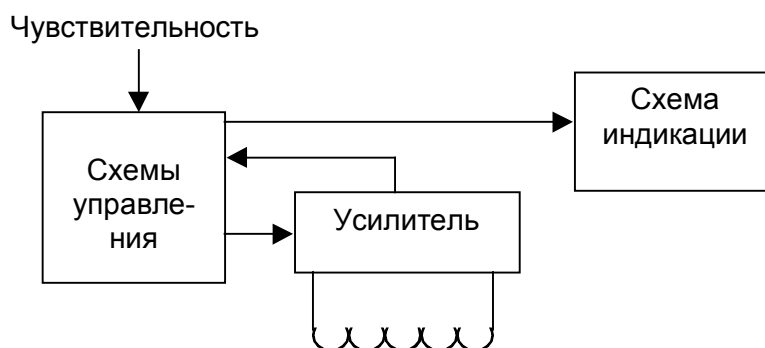 Чувствительность
Схема
индикации
Схемы
управле-
ния
Усилитель